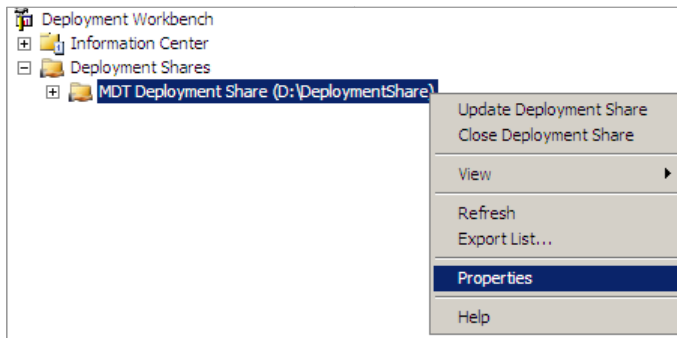 Deployment Workbench
Information Center
Deployment Shares
MDT Deployment Share (D:\DeploymentShare)
Update Deployment Share
Close Deployment Share
View
Refresh
Export List...
Properties
Help